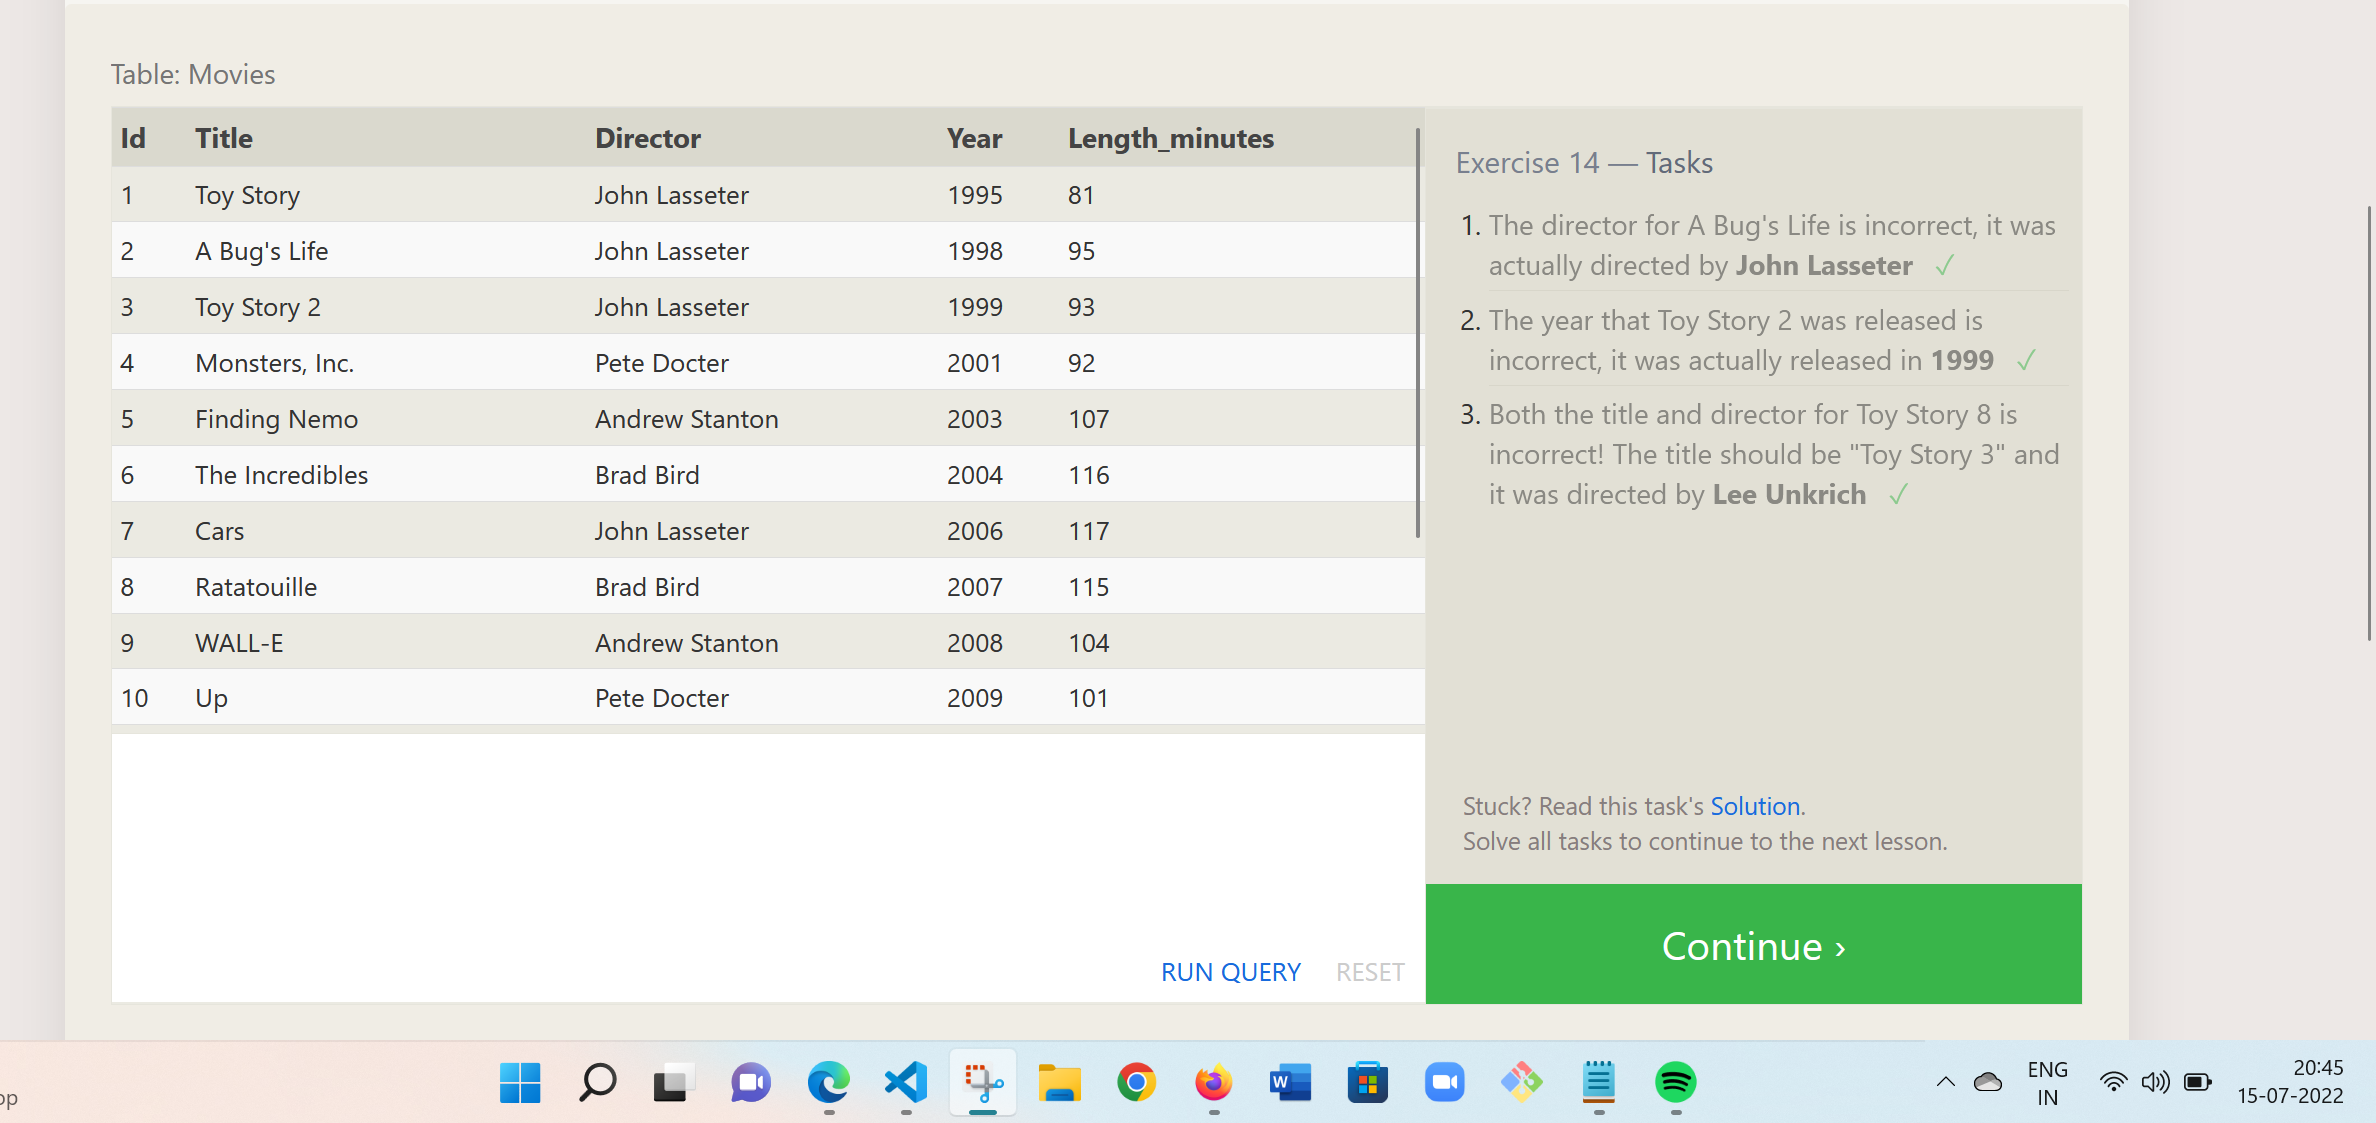 Table: Movies
Id Title Director Year Length_minutes
1 Toy Story John Lasseter 1995 81
2 A Bug's Life John Lasseter 1998 95
3 Toy Story 2 John Lasseter 1999 93
4 Monsters, Inc. Pete Docter 2001 92
5 Finding Nemo Andrew Stanton 2003 107
6 The Incredibles Brad Bird 2004 116
7 Cars John Lasseter 2006 117
8 Ratatouille Brad Bird 2007 115
9 WALL-E Andrew Stanton 2008 104
10 Up Pete Docter 2009 101
RUN QUERY RESET
Exercise 14 — Tasks
1. The director for A Bug's Life is incorrect, it was
actually directed by John Lasseter ✓
2. The year that Toy Story 2 was released is
incorrect, it was actually released in 1999 ✓
3. Both the title and director for Toy Story 8 is
incorrect! The title should be "Toy Story 3" and
it was directed by Lee Unkrich ✓
Stuck? Read this task's Solution.
Solve all tasks to continue to the next lesson.
Continue ›
W
ENG
IN
20:45
15-07-2022